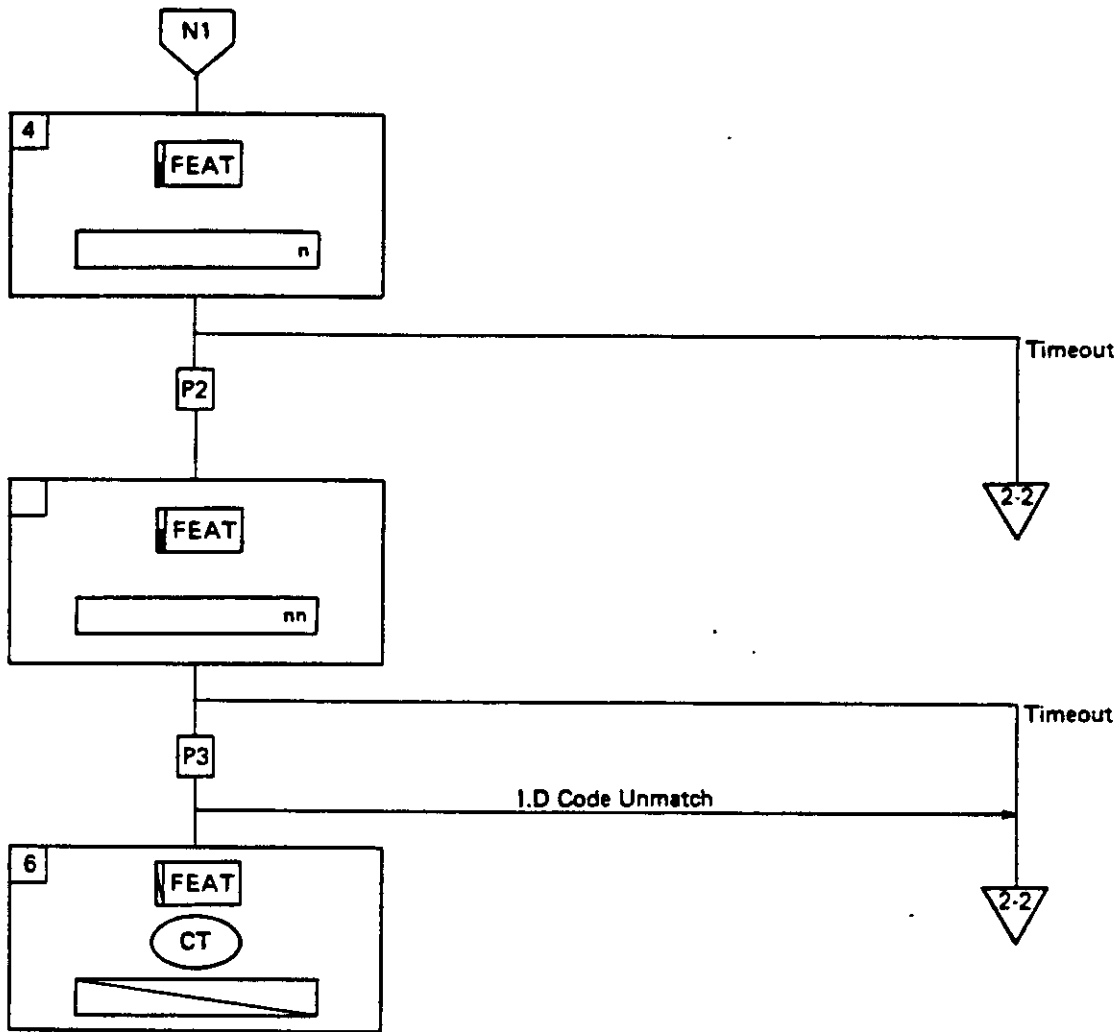 N1
4
FEAT
n
Timeout
P2
2-2
FEAT
nn
Timeout
P3
I.D Code Unmatch
6
FEAT
2-2
CT